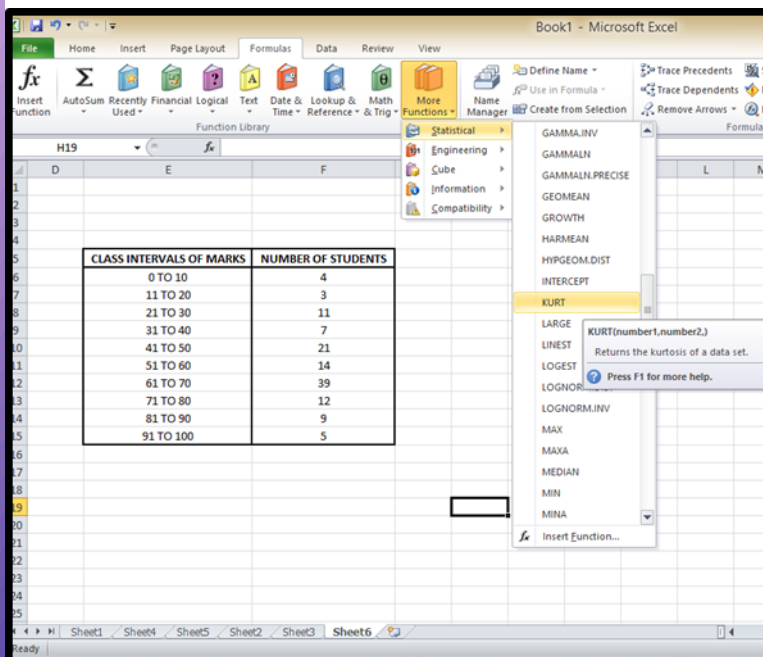 Book1 - Microsoft Excel
File Home Insert Page Layout Formulas Data Review View
fx Insert Function
Σ AutoSum
Recently Used
Financial
Logical
Text
Date & Time
Lookup & Reference
Math & Trig
More Functions
Name Manager
Define Name
Use in Formula
Create from Selection
Trace Precedents
Trace Dependents
Remove Arrows
Function Library
Formula
H19 fx
D E F L
CLASS INTERVALS OF MARKS NUMBER OF STUDENTS
0 TO 10 4
11 TO 20 3
21 TO 30 11
31 TO 40 7
41 TO 50 21
51 TO 60 14
61 TO 70 39
71 TO 80 12
81 TO 90 9
91 TO 100 5
Statistical
Engineering
Cube
Information
Compatibility
GAMMA.INV
GAMMALN
GAMMALN.PRECISE
GEOMEAN
GROWTH
HARMEAN
HYPGEOM.DIST
INTERCEPT
KURT
LARGE
LINEST
LOGEST
LOGNORM.INV
MAX
MAXA
MEDIAN
MIN
MINA
fx Insert Function...
KURT(number1,number2,)
Returns the kurtosis of a data set.
Press F1 for more help.
Sheet1 Sheet4 Sheet5 Sheet2 Sheet3 Sheet6
Ready